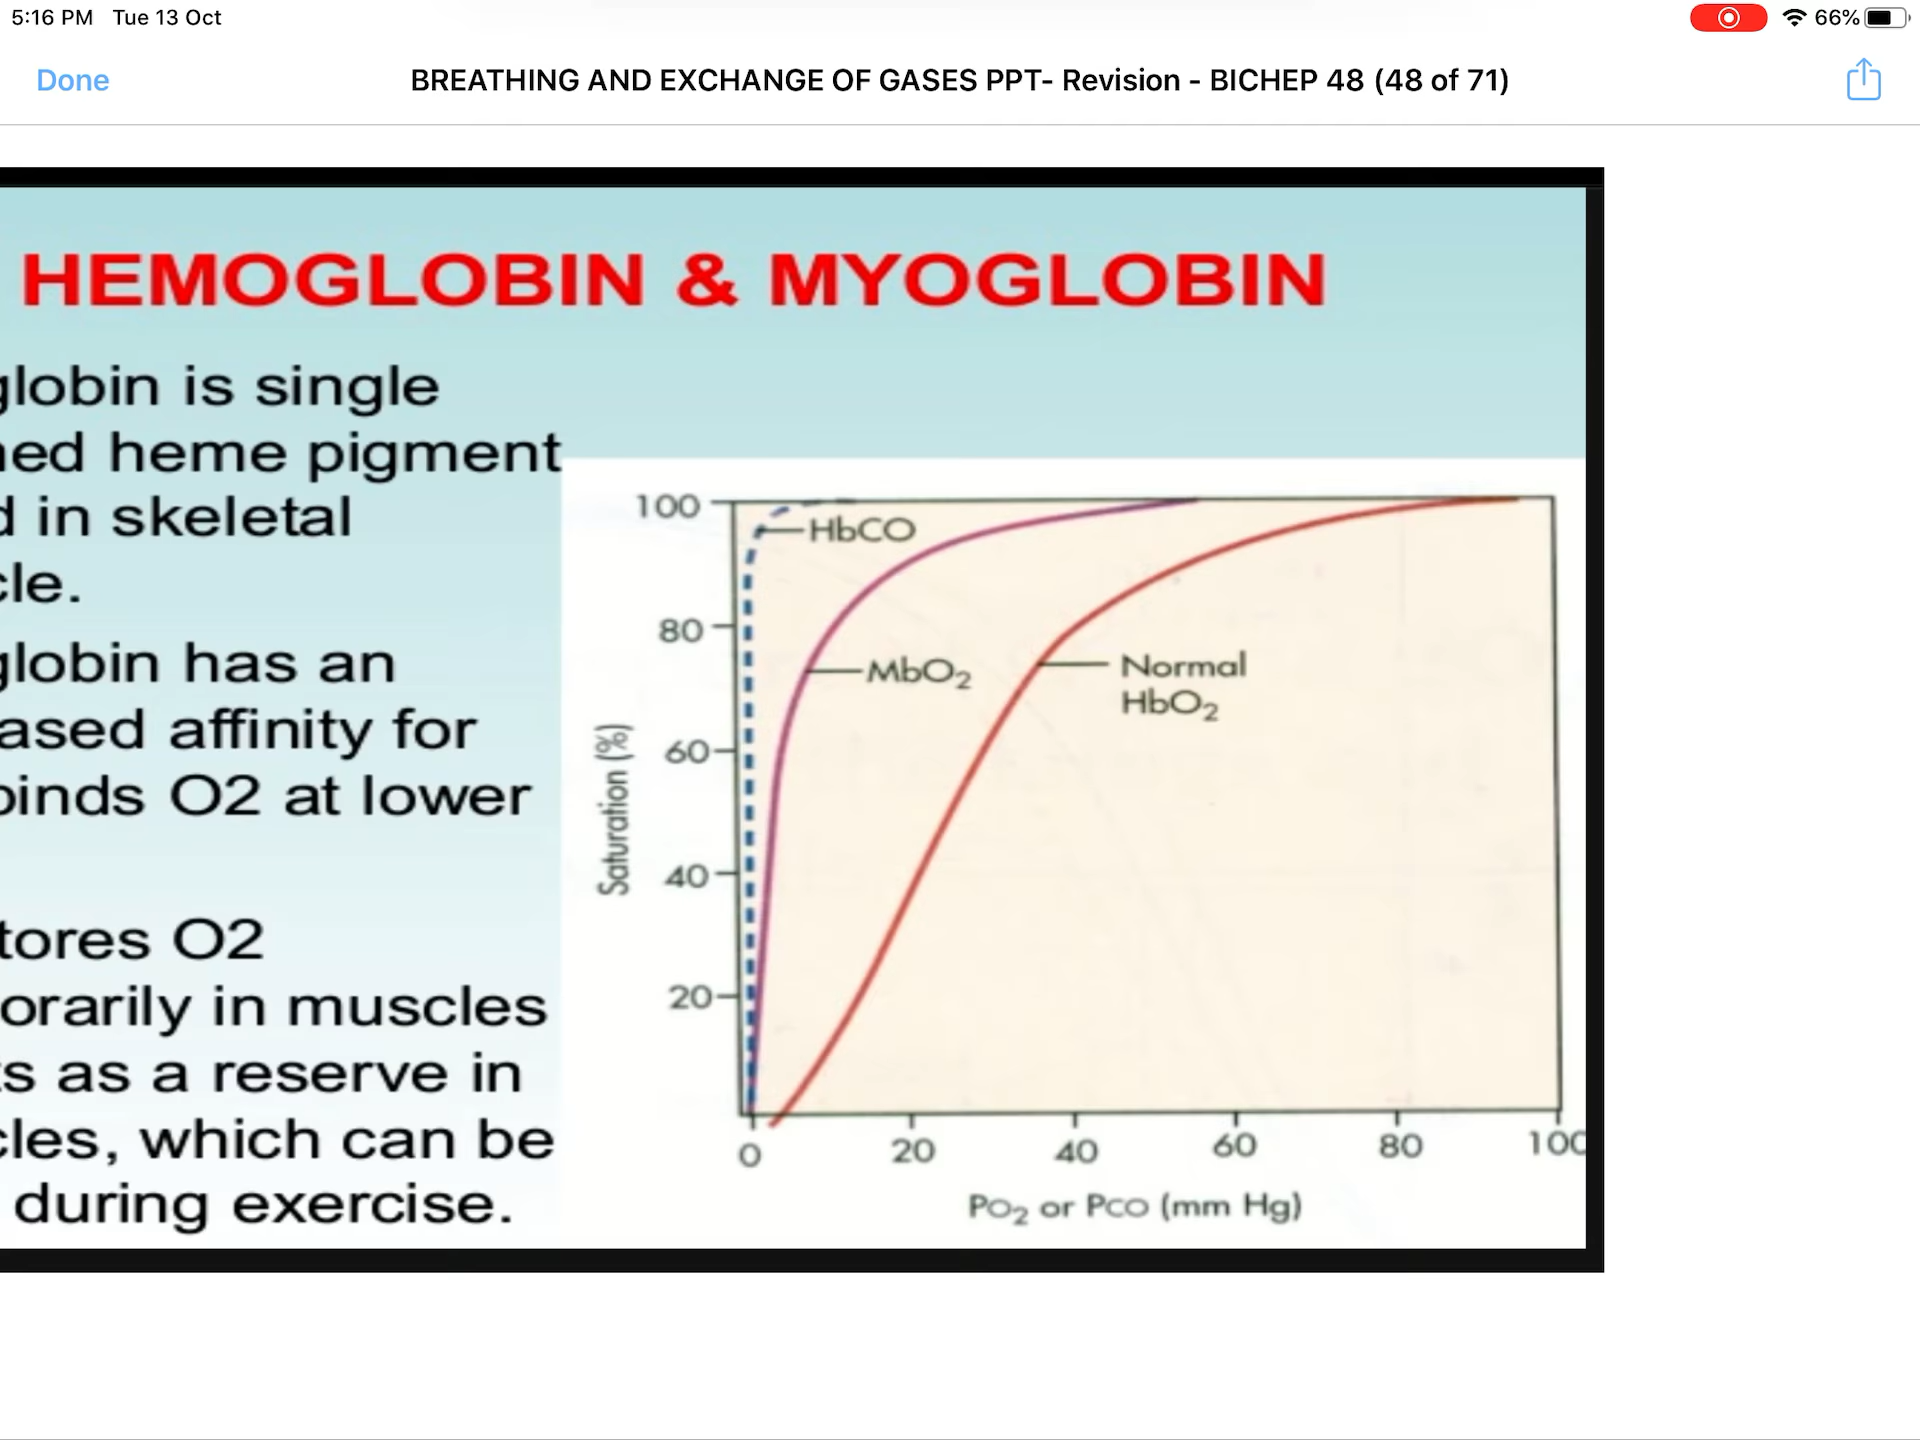 5:16 PM Tue 13 Oct
66%
Done
BREATHING AND EXCHANGE OF GASES PPT- Revision - BICHEP 48 (48 of 71)
HEMOGLOBIN & MYOGLOBIN
globin is single
ned heme pigment
d in skeletal
cle.
globin has an
ased affinity for
binds O2 at lower
tores O2
orarily in muscles
ts as a reserve in
cles, which can be
during exercise.
100
HbCO
80
MbO₂
Normal
HbO₂
60
Saturation (%)
40
20
0 20 40 60 80 100
PO₂ or PCO (mm Hg)